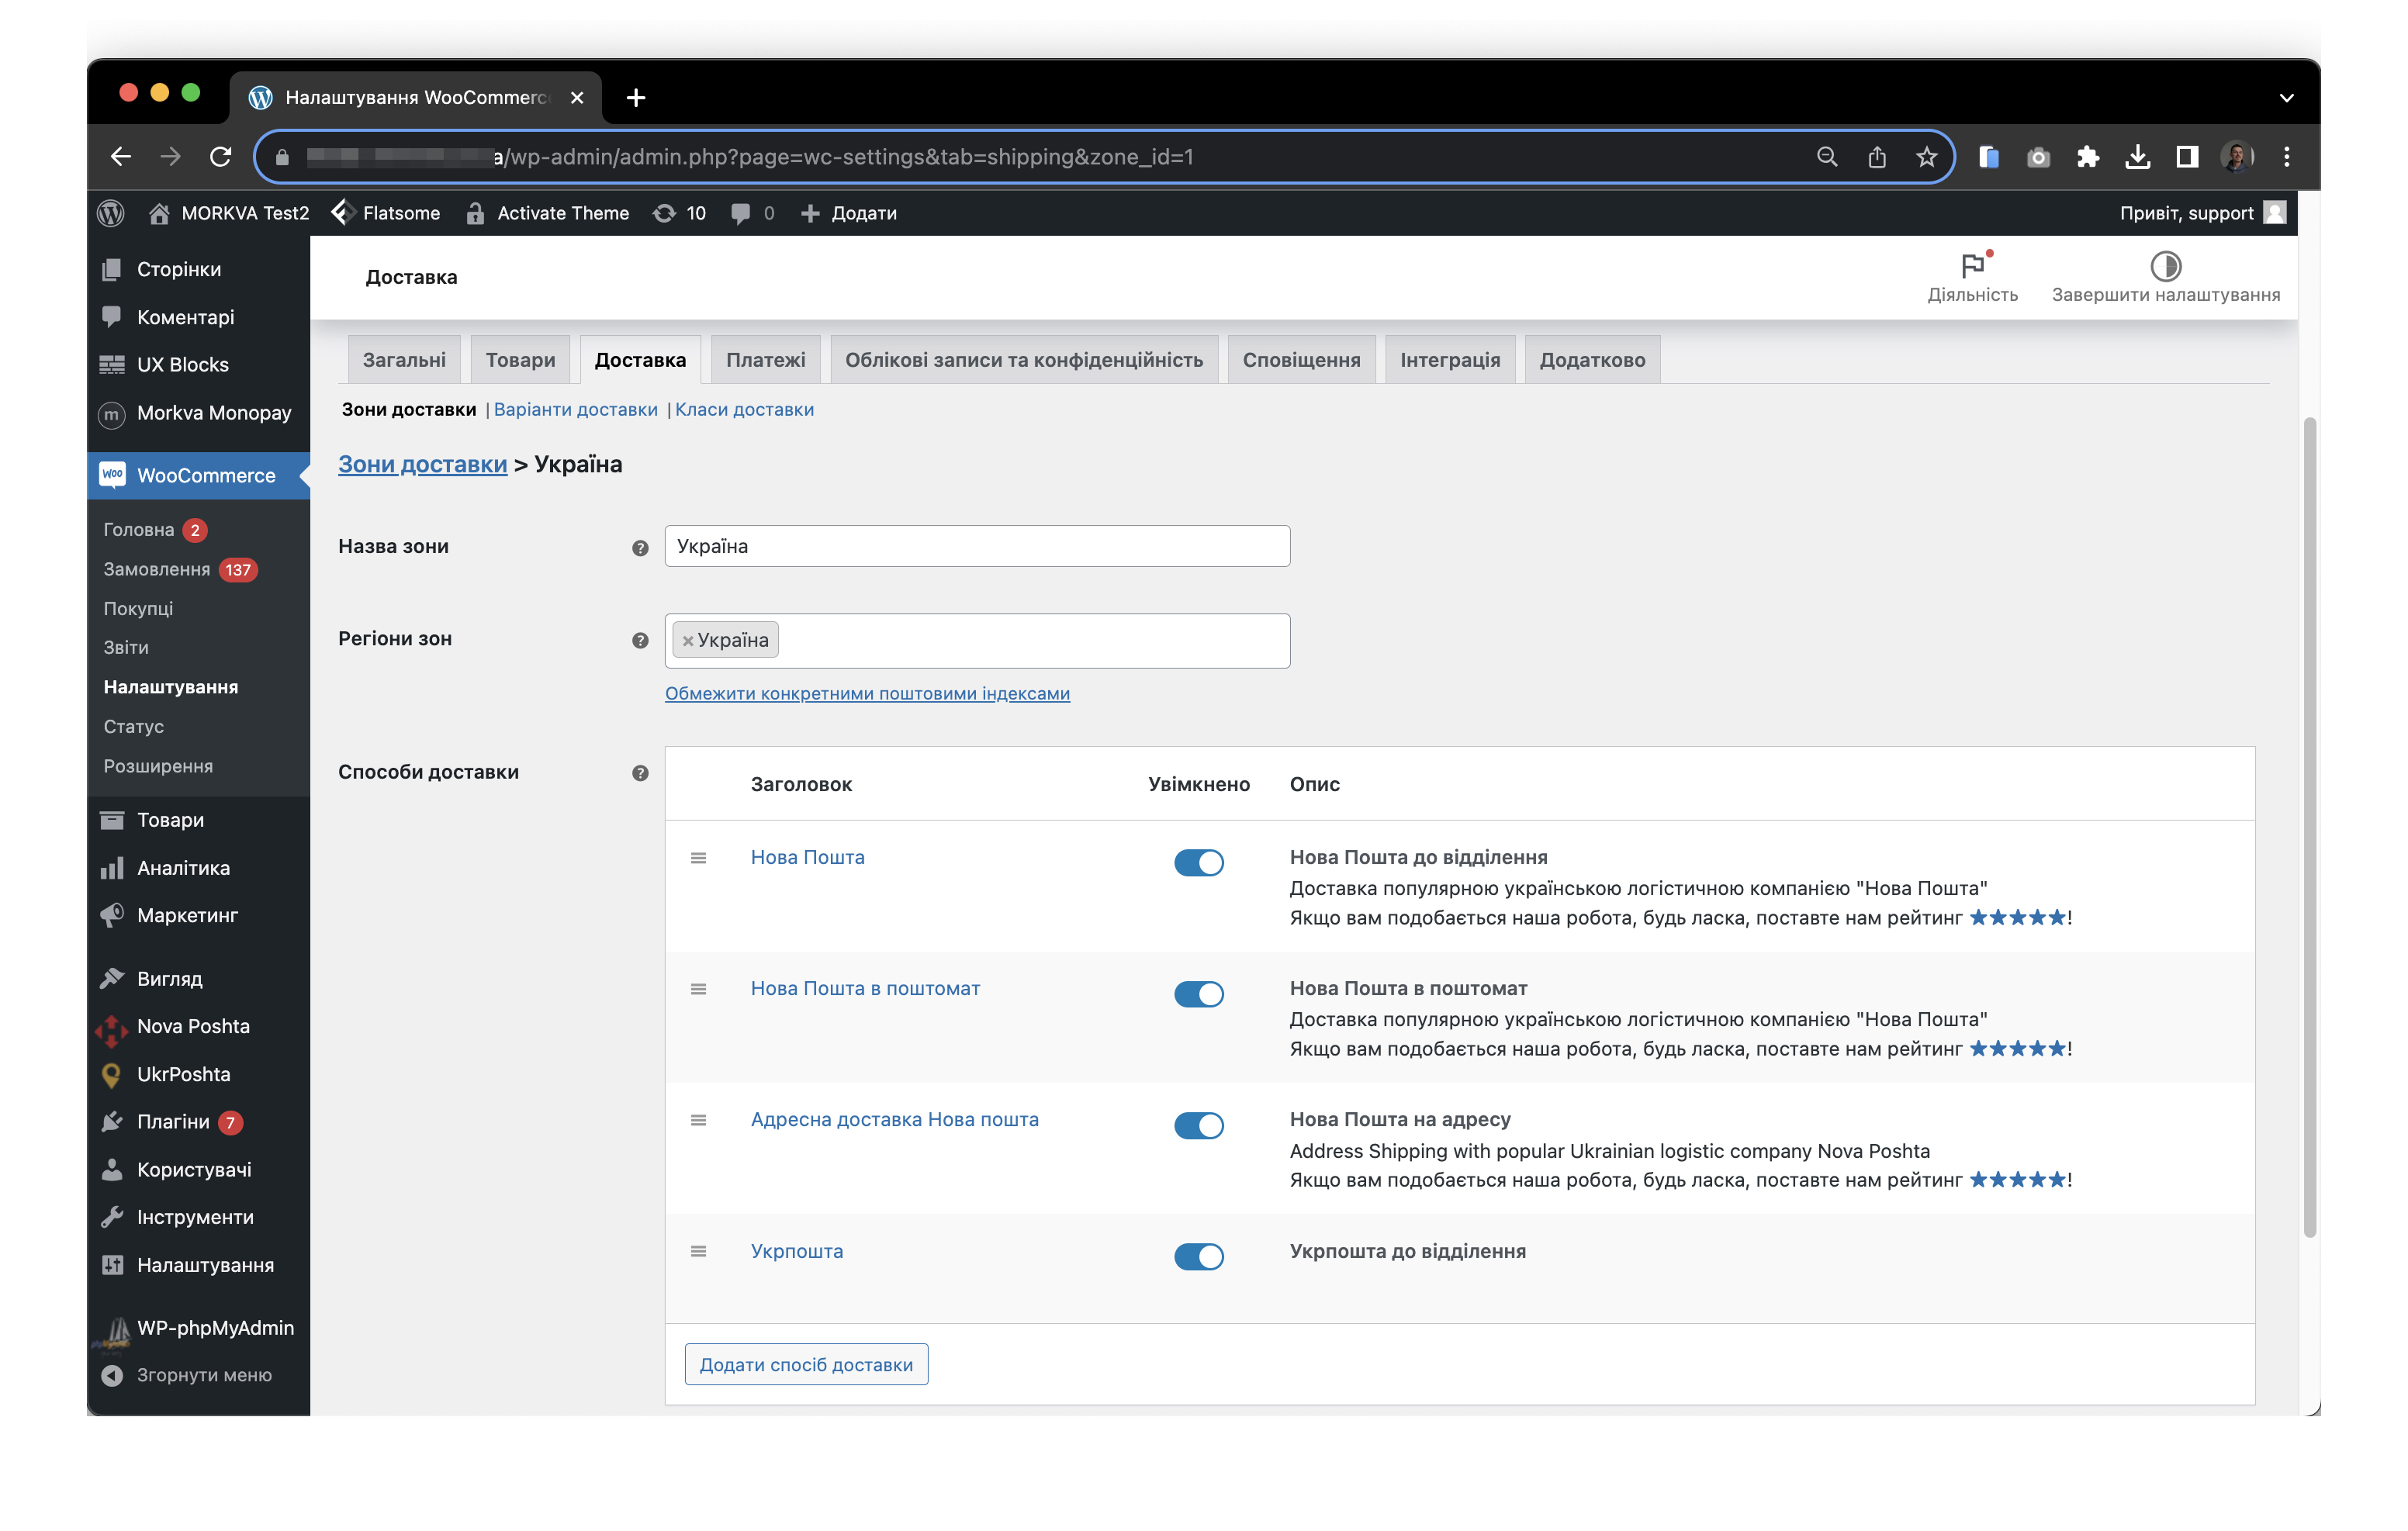 Налаштування WooCommerc
a/wp-admin/admin.php?page=wc-settings&tab=shipping&zone_id=1
MORKVA Test2 Flatsome Activate Theme 10 0 Додати Привіт, support
Сторінки
Коментарі
UX Blocks
m Morkva Monopay
Woo WooCommerce
Головна 2
Замовлення 137
Покупці
Звіти
Налаштування
Статус
Розширення
Товари
Аналітика
Маркетинг
Вигляд
Nova Poshta
UkrPoshta
Плагіни 7
Користувачі
Інструменти
Налаштування
WP-phpMyAdmin
Згорнути меню
Доставка
Діяльність
Завершити налаштування
Загальні Товари Доставка Платежі Облікові записи та конфіденційність Сповіщення Інтеграція Додатково
Зони доставки | Варіанти доставки | Класи доставки
Зони доставки > Україна
Назва зони ? Україна
Регіони зон ? × Україна
Обмежити конкретними поштовими індексами
Способи доставки ?
Заголовок Увімкнено Опис
Нова Пошта Нова Пошта до відділення
Доставка популярною українською логістичною компанією "Нова Пошта"
Якщо вам подобається наша робота, будь ласка, поставте нам рейтинг ★★★★★!
Нова Пошта в поштомат Нова Пошта в поштомат
Доставка популярною українською логістичною компанією "Нова Пошта"
Якщо вам подобається наша робота, будь ласка, поставте нам рейтинг ★★★★★!
Адресна доставка Нова пошта Нова Пошта на адресу
Address Shipping with popular Ukrainian logistic company Nova Poshta
Якщо вам подобається наша робота, будь ласка, поставте нам рейтинг ★★★★★!
Укрпошта Укрпошта до відділення
Додати спосіб доставки